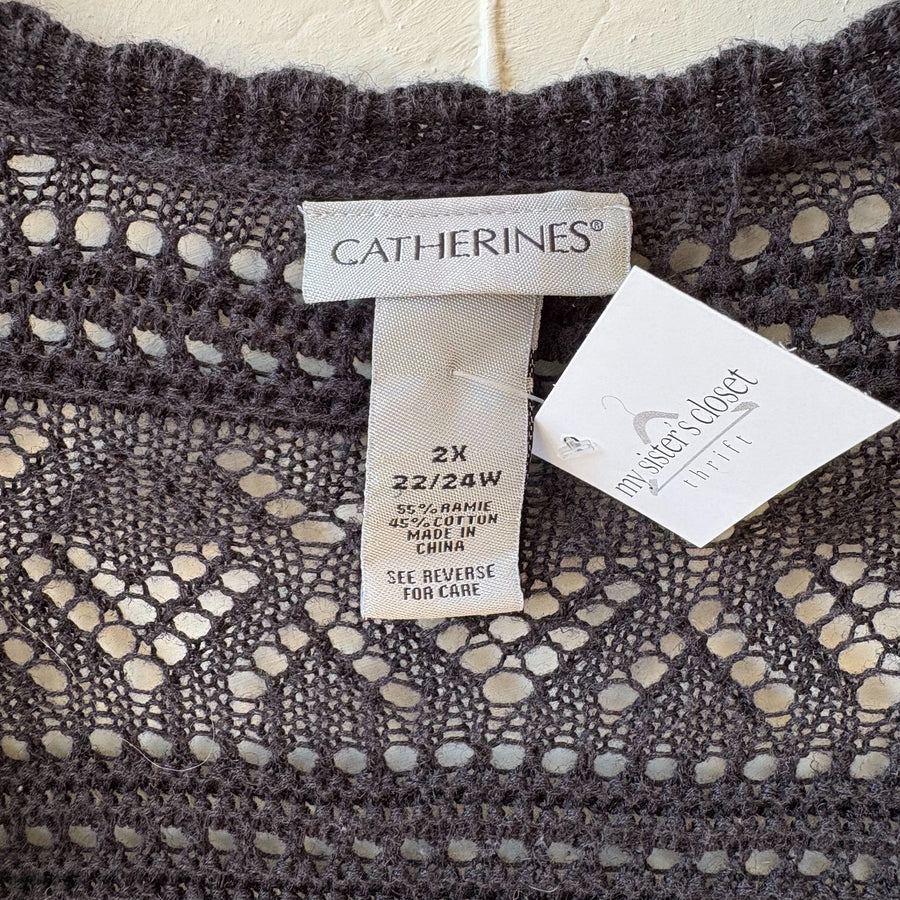 CATHERINES®
2X
22/24W
55% RAMIE
45% COTTON
MADE IN
CHINA
SEE REVERSE
FOR CARE
my sister's closet
thrift